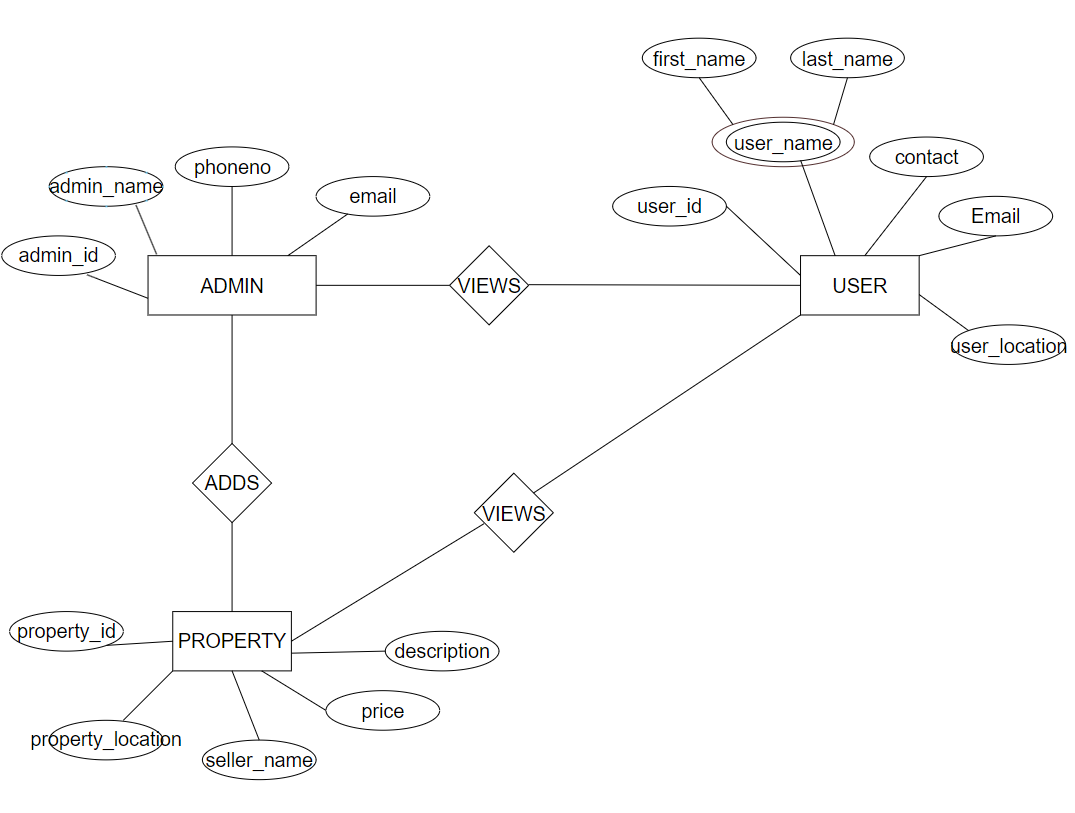 first_name
last_name
user_name
contact
phoneno
admin_name
email
user_id
Email
admin_id
ADMIN
VIEWS
USER
user_location
ADDS
VIEWS
property_id
PROPERTY
description
price
property_location
seller_name